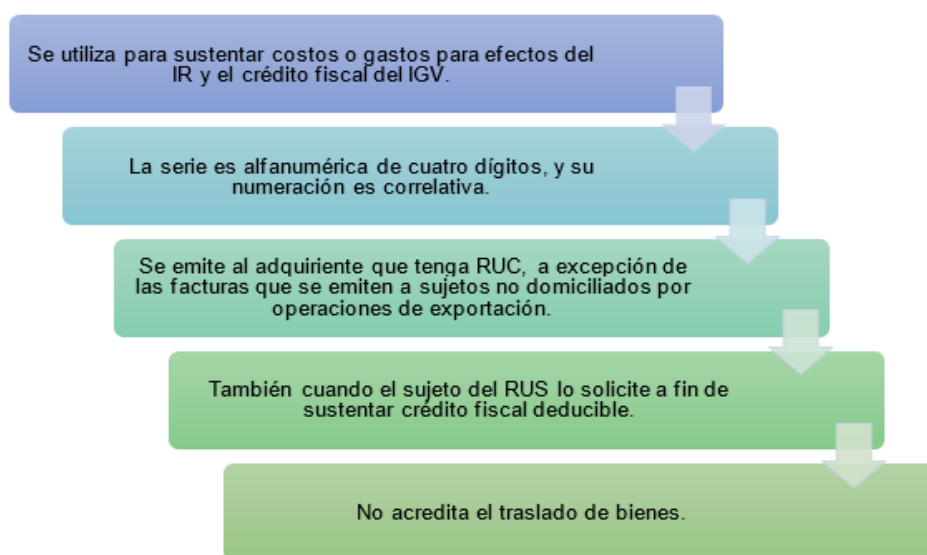 Se utiliza para sustentar costos o gastos para efectos del
IR y el crédito fiscal del IGV.
La serie es alfanumérica de cuatro dígitos, y su
numeración es correlativa.
Se emite al adquiriente que tenga RUC, a excepción de
las facturas que se emiten a sujetos no domiciliados por
operaciones de exportación.
También cuando el sujeto del RUS lo solicite a fin de
sustentar crédito fiscal deducible.
No acredita el traslado de bienes.